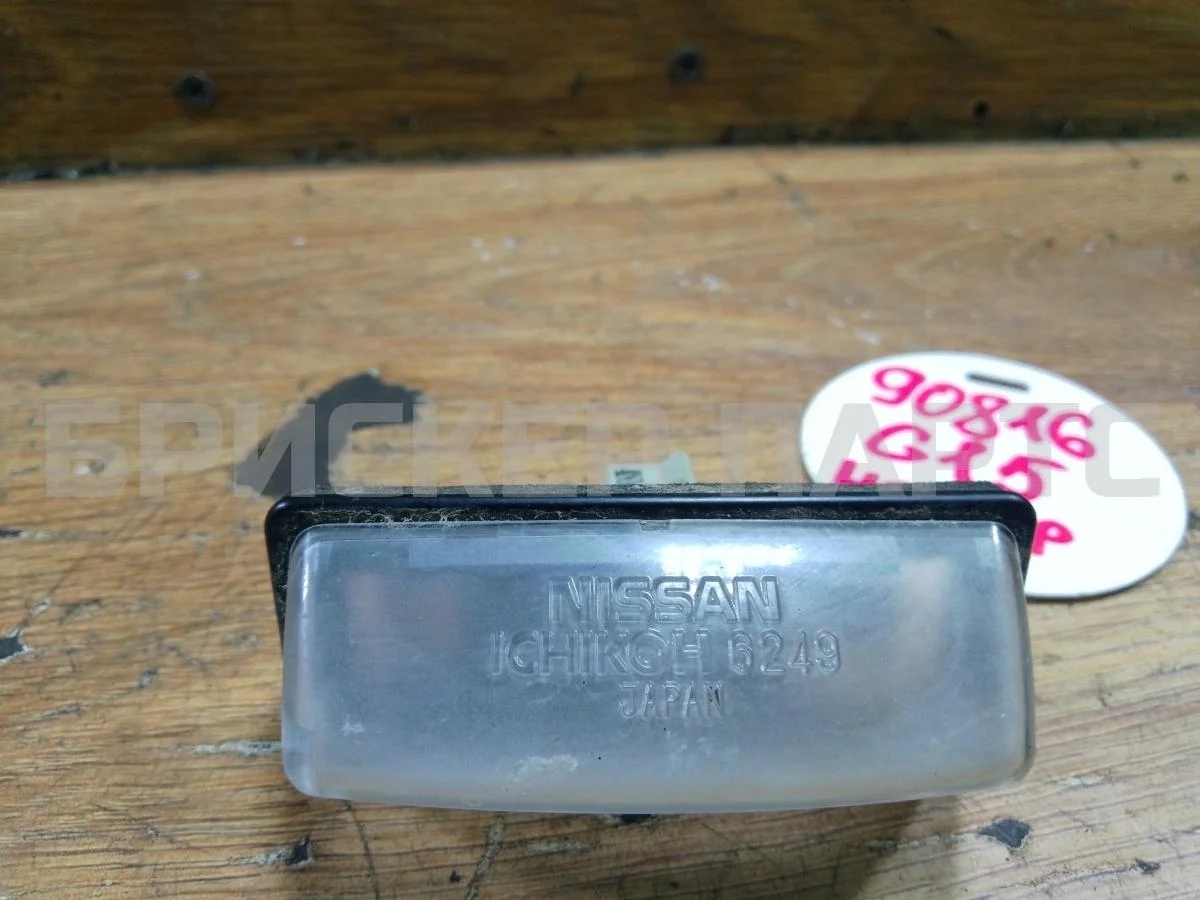 90816
G15
БРИСКЕР ПАРТС
NISSAN
ICHIKOH 6249
JAPAN